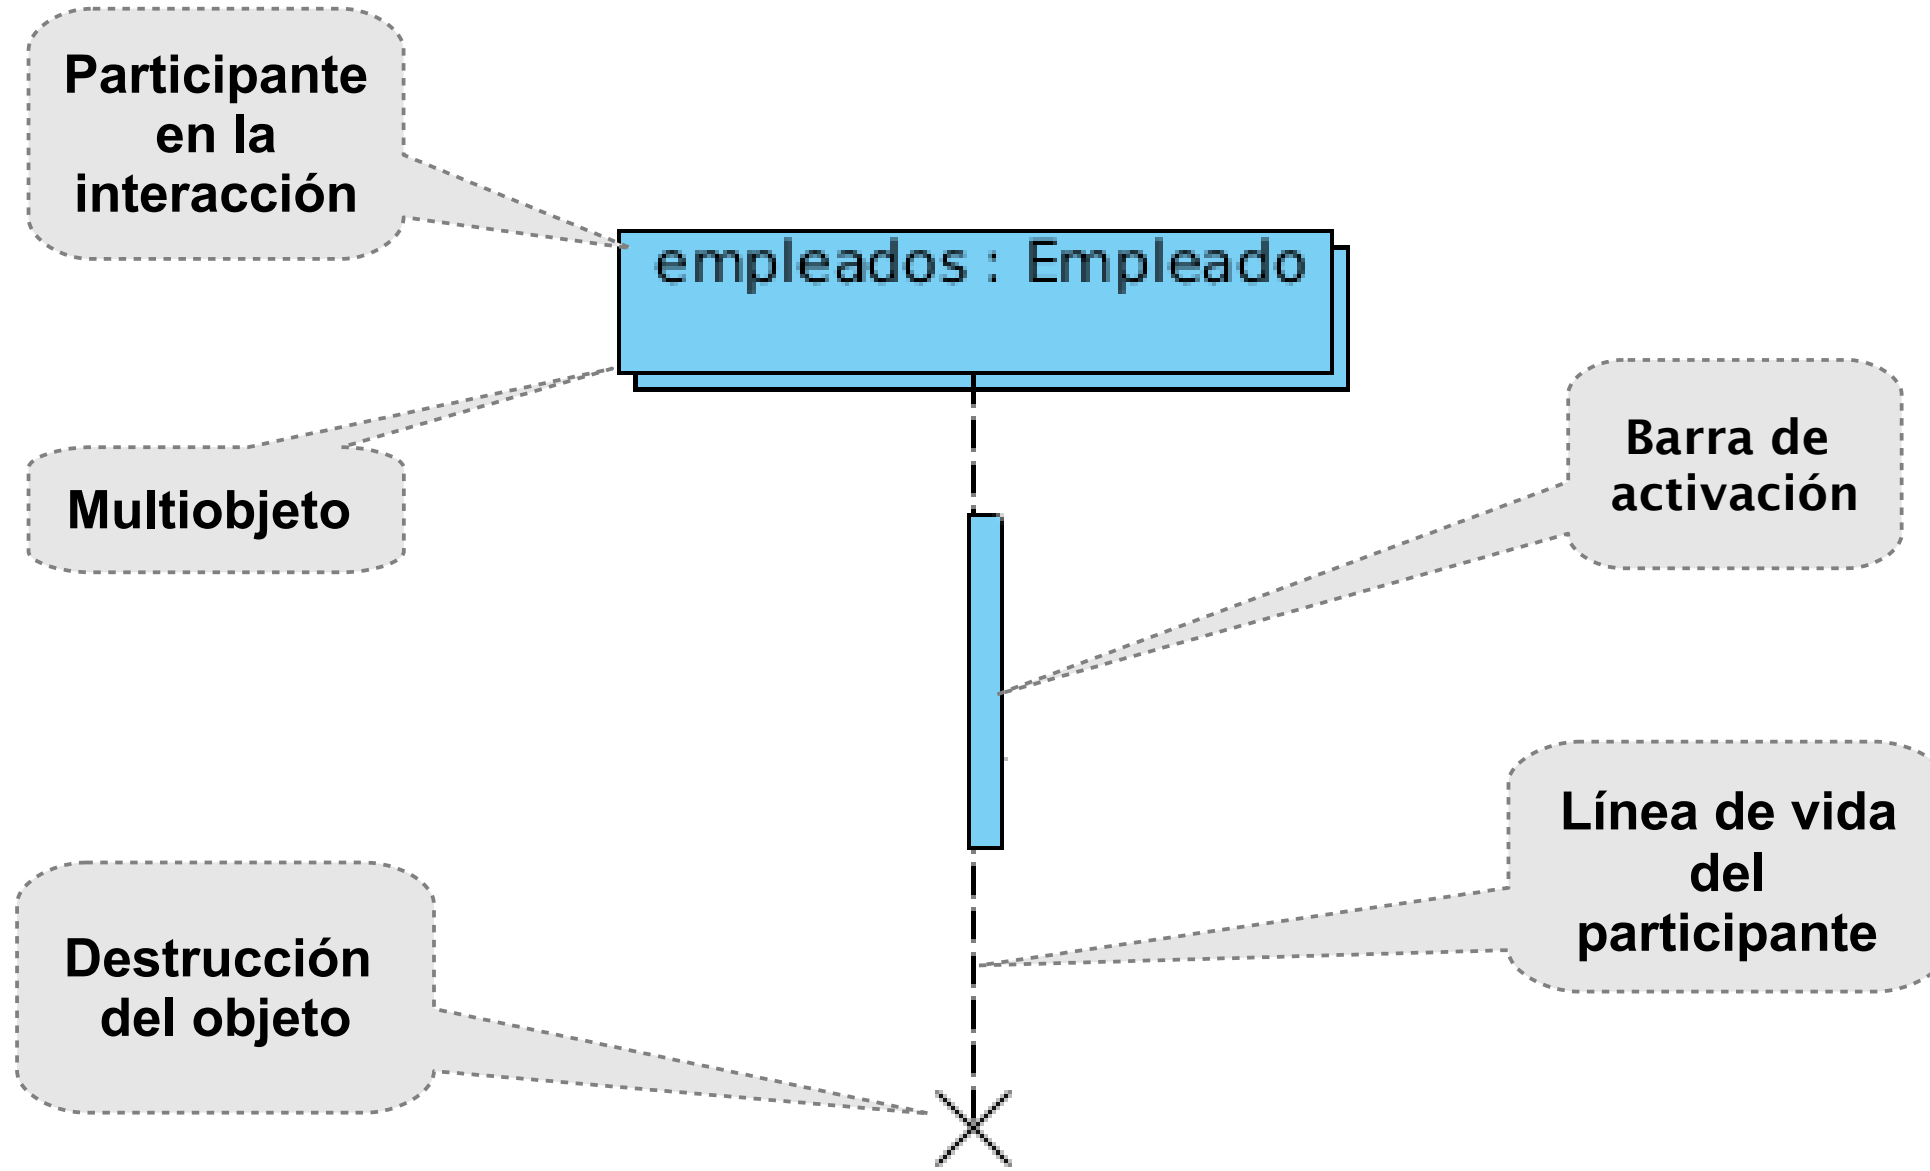 Participante
en la
interacción
empleados : Empleado
Multiobjeto
Barra de
activación
Línea de vida
del
participante
Destrucción
del objeto